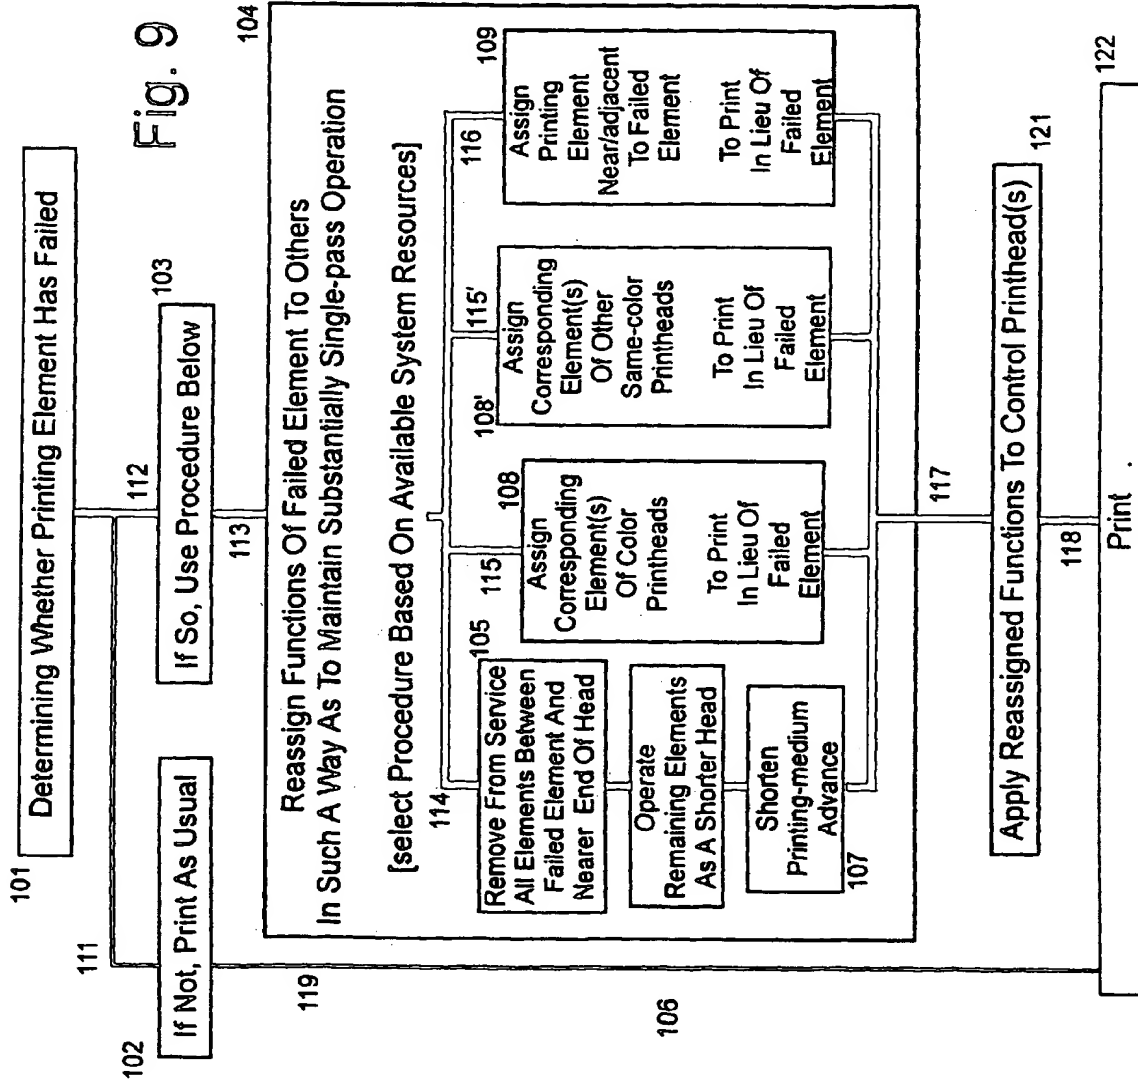 Fig. 9
101
Determining Whether Printing Element Has Failed
111
112
102
If Not, Print As Usual
If So, Use Procedure Below
103
113
104
119
Reassign Functions Of Failed Element To Others
In Such A Way As To Maintain Substantially Single-pass Operation
[select Procedure Based On Available System Resources]
114
115
115'
116
105
Remove From Service
All Elements Between
Failed Element And
Nearer End Of Head
Operate
Remaining Elements
As A Shorter Head
Shorten
Printing-medium
Advance
107
108
Assign
Corresponding
Element(s)
Of Color
Printheads
To Print
In Lieu Of
Failed
Element
108'
Assign
Corresponding
Element(s)
Of Other
Same-color
Printheads
To Print
In Lieu Of
Failed
Element
109
Assign
Printing
Element
Near/adjacent
To Failed
Element
To Print
In Lieu Of
Failed
Element
106
117
Apply Reassigned Functions To Control Printhead(s)
121
118
Print
122